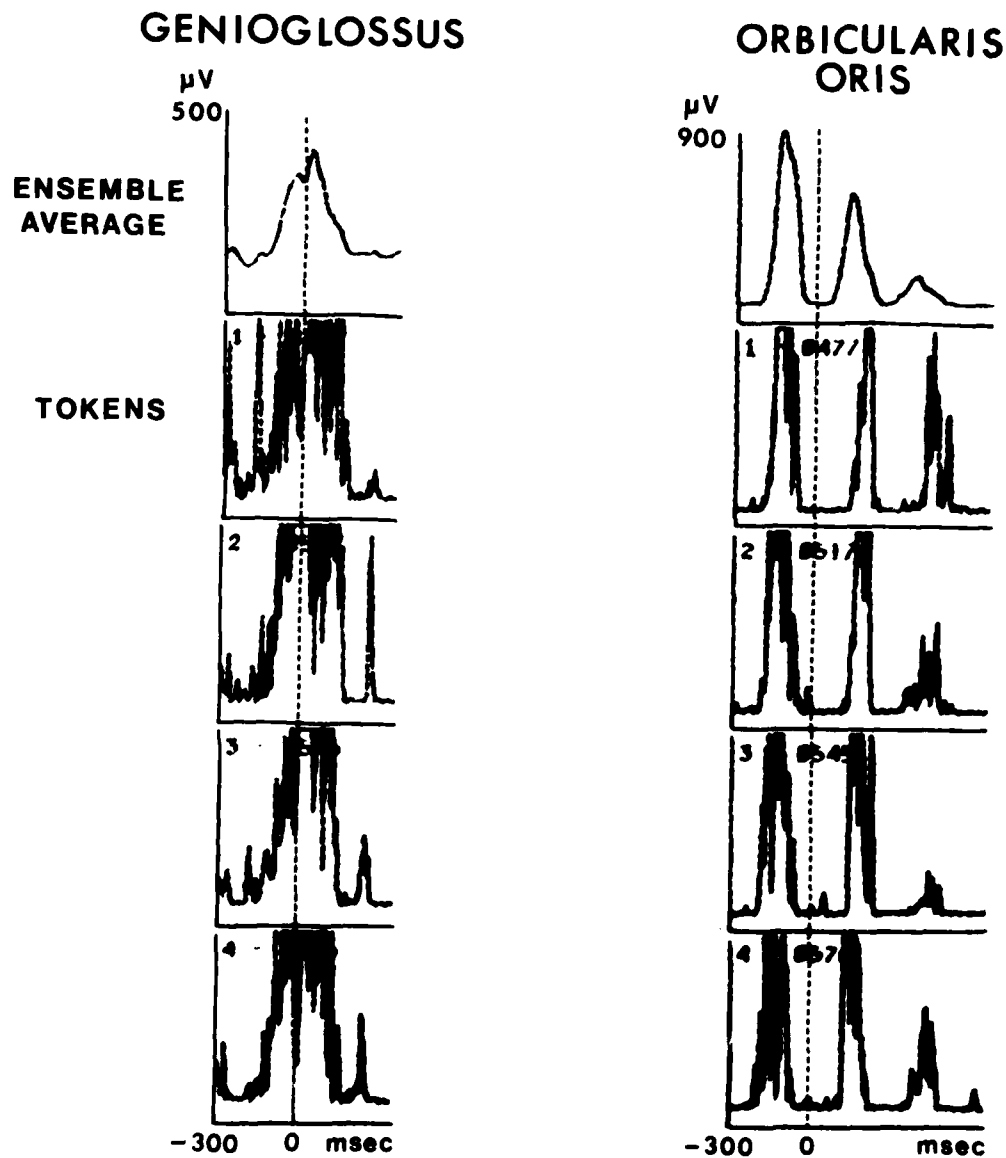 GENIOGLOSSUS
ORBICULARIS
ORIS
µV
500
µV
900
ENSEMBLE
AVERAGE
TOKENS
1
2
3
4
1
2
3
4
-300 0 msec
-300 0 msec